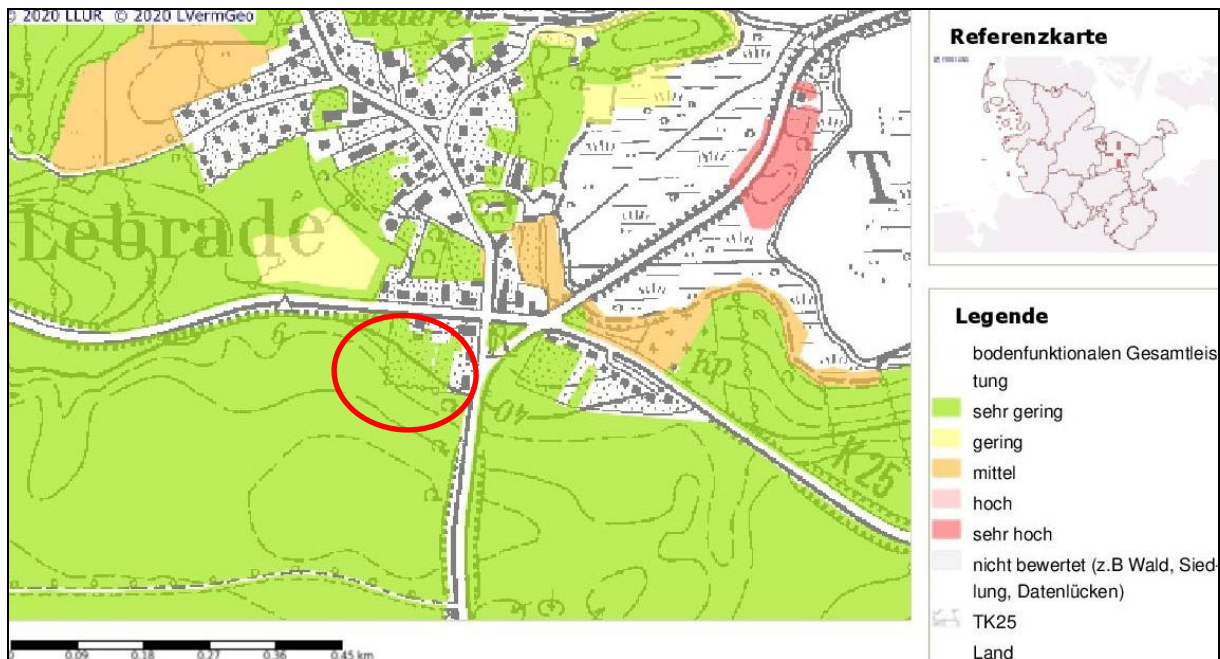 © 2020 LLUR © 2020 LVermGeo
Meiere
Lebrade
T
Kp
40
K 25
0.09 0.18 0.27 0.36 0.45 km
Referenzkarte
Legende
bodenfunktionalen Gesamtleis
tung
sehr gering
gering
mittel
hoch
sehr hoch
nicht bewertet (z.B Wald, Sied-
lung, Datenlücken)
TK25
Land